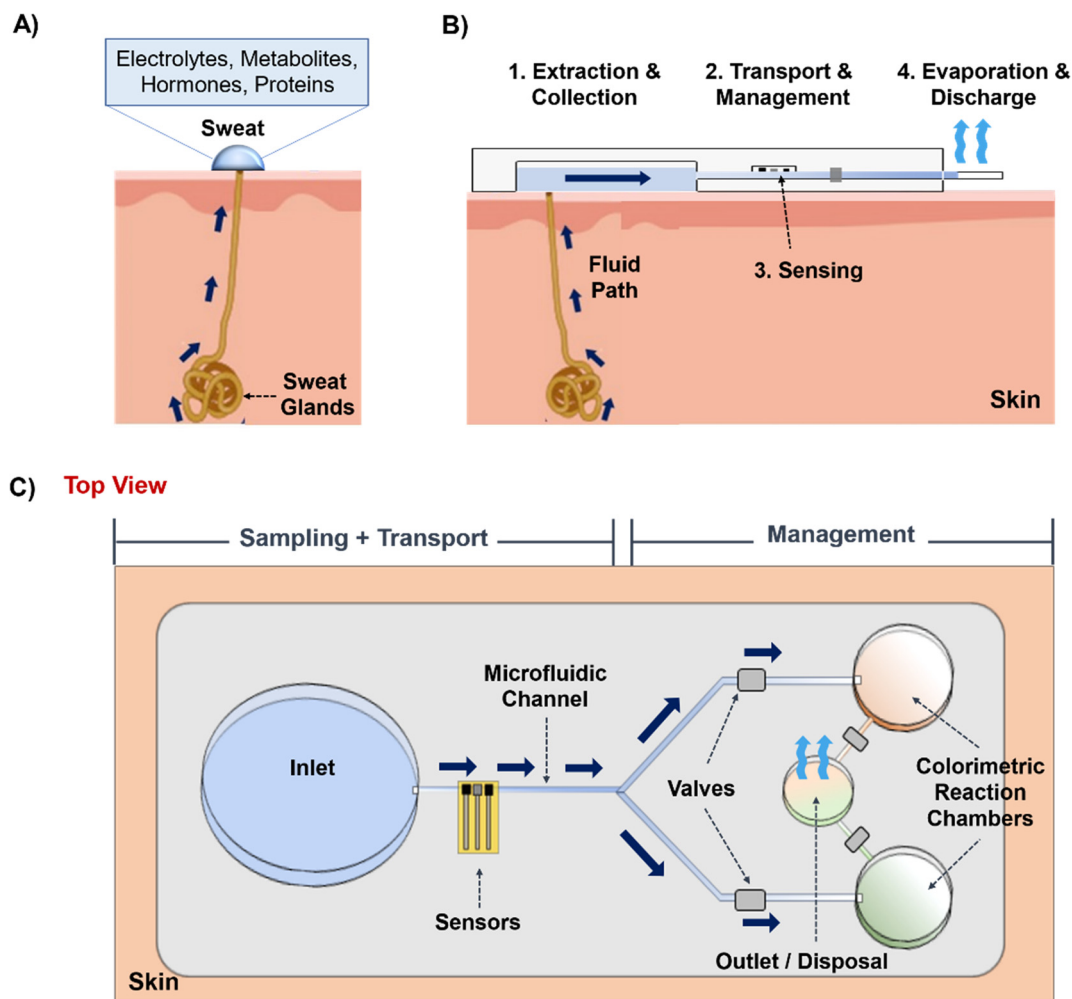 A)
Electrolytes, Metabolites,
Hormones, Proteins
Sweat
Sweat
Glands
B)
1. Extraction &
Collection
2. Transport &
Management
4. Evaporation &
Discharge
Fluid
Path
3. Sensing
Skin
C)
Top View
Sampling + Transport
Management
Microfluidic
Channel
Inlet
Valves
Colorimetric
Reaction
Chambers
Sensors
Outlet / Disposal
Skin